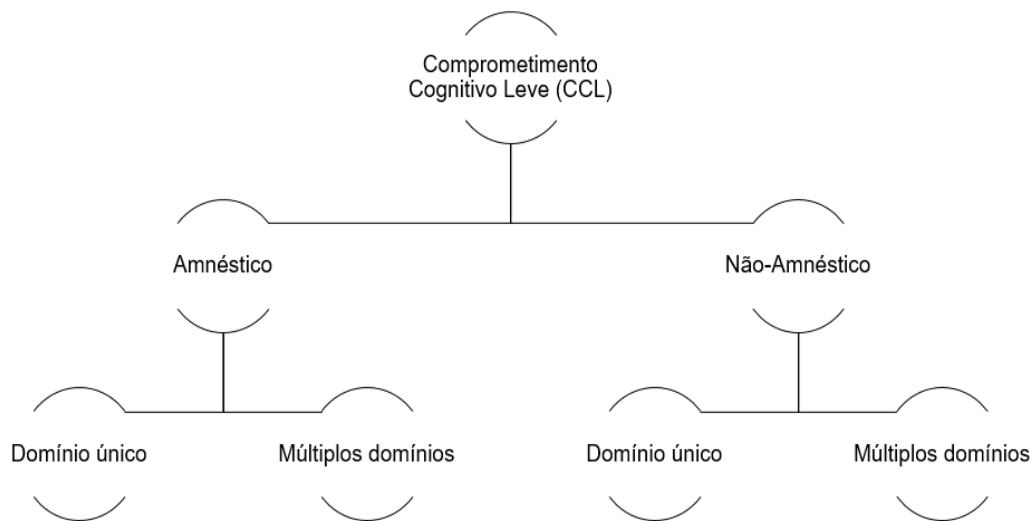 Comprometimento
Cognitivo Leve (CCL)
Amnéstico
Não-Amnéstico
Domínio único
Múltiplos domínios
Domínio único
Múltiplos domínios